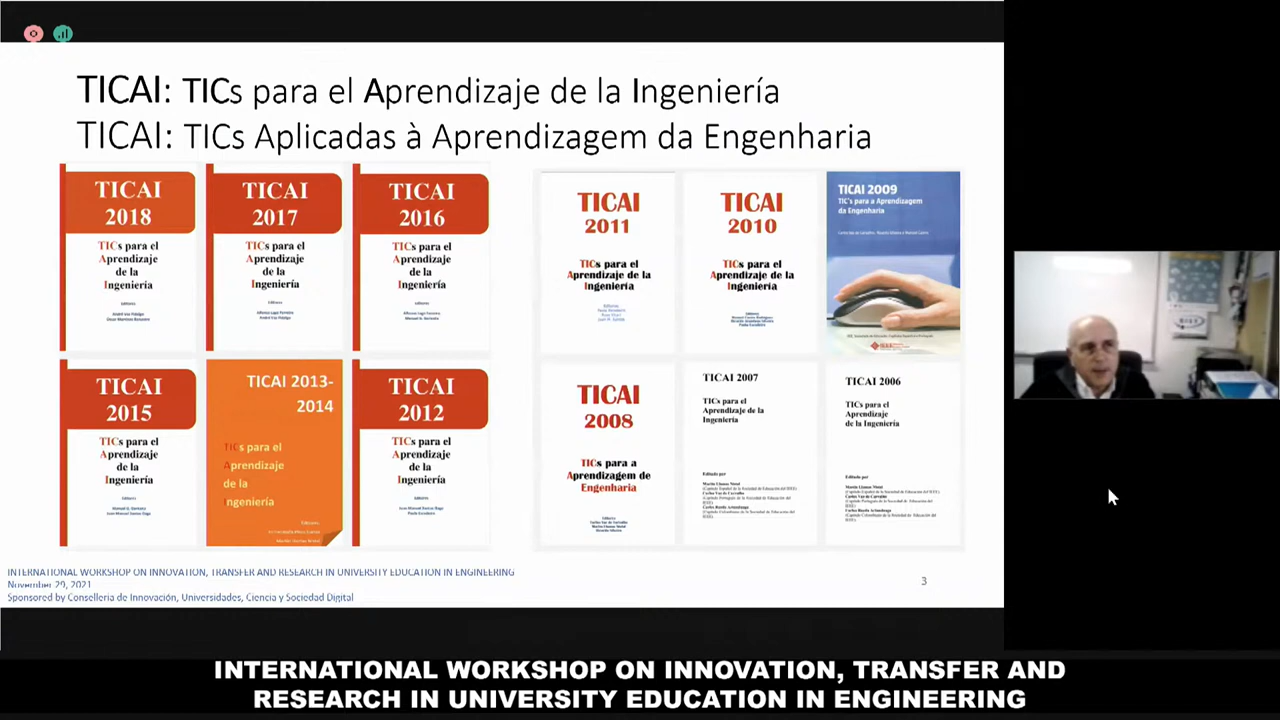 TICAI: TICs para el Aprendizaje de la Ingeniería
TICAI: TICs Aplicadas à Aprendizagem da Engenharia
TICAI
2018
TICs para el
Aprendizaje
de la
Ingeniería
TICAI
2017
TICs para el
Aprendizaje
de la
Ingeniería
TICAI
2016
TICs para el
Aprendizaje
de la
Ingeniería
TICAI
2011
TICs para el
Aprendizaje de la
Ingeniería
TICAI
2010
TICs para el
Aprendizaje de la
Ingeniería
TICAI 2009
TIC's para a Aprendizagem
da Engenharia
TICAI
2015
TICs para el
Aprendizaje
de la
Ingeniería
TICAI 2013-
2014
TICs para el
Aprendizaje
de la
Ingeniería
TICAI
2012
TICs para el
Aprendizaje
de la
Ingeniería
TICAI
2008
TICs para a
Aprendizagem de
Engenharia
TICAI 2007
TICs para el
Aprendizaje de la
Ingeniería
Editado por
TICAI 2006
TICs para el
Aprendizaje
de la Ingeniería
Editado por
INTERNATIONAL WORKSHOP ON INNOVATION, TRANSFER AND RESEARCH IN UNIVERSITY EDUCATION IN ENGINEERING
November 29, 2021
Sponsored by Conselleria de Innovación, Universidades, Ciencia y Sociedad Digital
3
INTERNATIONAL WORKSHOP ON INNOVATION, TRANSFER AND
RESEARCH IN UNIVERSITY EDUCATION IN ENGINEERING